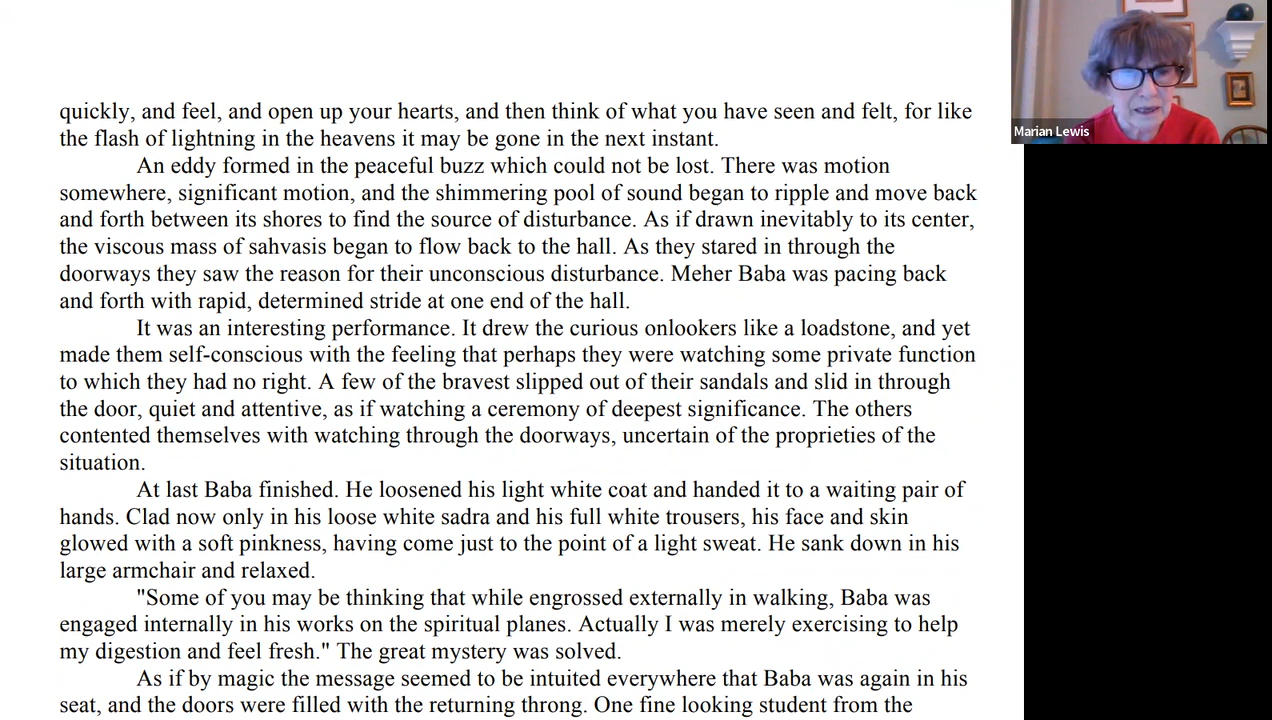 quickly, and feel, and open up your hearts, and then think of what you have seen and felt, for like
the flash of lightning in the heavens it may be gone in the next instant.
An eddy formed in the peaceful buzz which could not be lost. There was motion
somewhere, significant motion, and the shimmering pool of sound began to ripple and move back
and forth between its shores to find the source of disturbance. As if drawn inevitably to its center,
the viscous mass of sahvasis began to flow back to the hall. As they stared in through the
doorways they saw the reason for their unconscious disturbance. Meher Baba was pacing back
and forth with rapid, determined stride at one end of the hall.
It was an interesting performance. It drew the curious onlookers like a loadstone, and yet
made them self-conscious with the feeling that perhaps they were watching some private function
to which they had no right. A few of the bravest slipped out of their sandals and slid in through
the door, quiet and attentive, as if watching a ceremony of deepest significance. The others
contented themselves with watching through the doorways, uncertain of the proprieties of the
situation.
At last Baba finished. He loosened his light white coat and handed it to a waiting pair of
hands. Clad now only in his loose white sadra and his full white trousers, his face and skin
glowed with a soft pinkness, having come just to the point of a light sweat. He sank down in his
large armchair and relaxed.
"Some of you may be thinking that while engrossed externally in walking, Baba was
engaged internally in his works on the spiritual planes. Actually I was merely exercising to help
my digestion and feel fresh." The great mystery was solved.
As if by magic the message seemed to be intuited everywhere that Baba was again in his
seat, and the doors were filled with the returning throng. One fine looking student from the
Marian Lewis